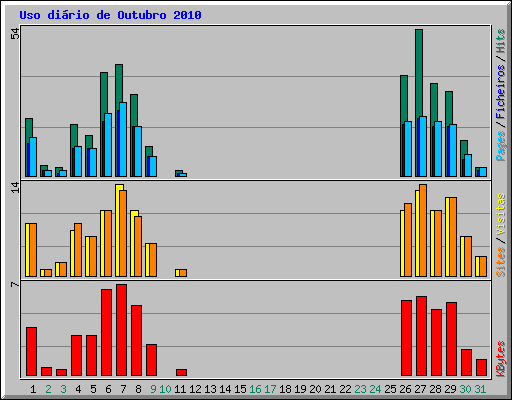 Uso diário de Outubro 2010
54
14
7
Pages / Ficheiros / Hits
Sites / Visitas
KBytes
1 2 3 4 5 6 7 8 9 10 11 12 13 14 15 16 17 18 19 20 21 22 23 24 25 26 27 28 29 30 31